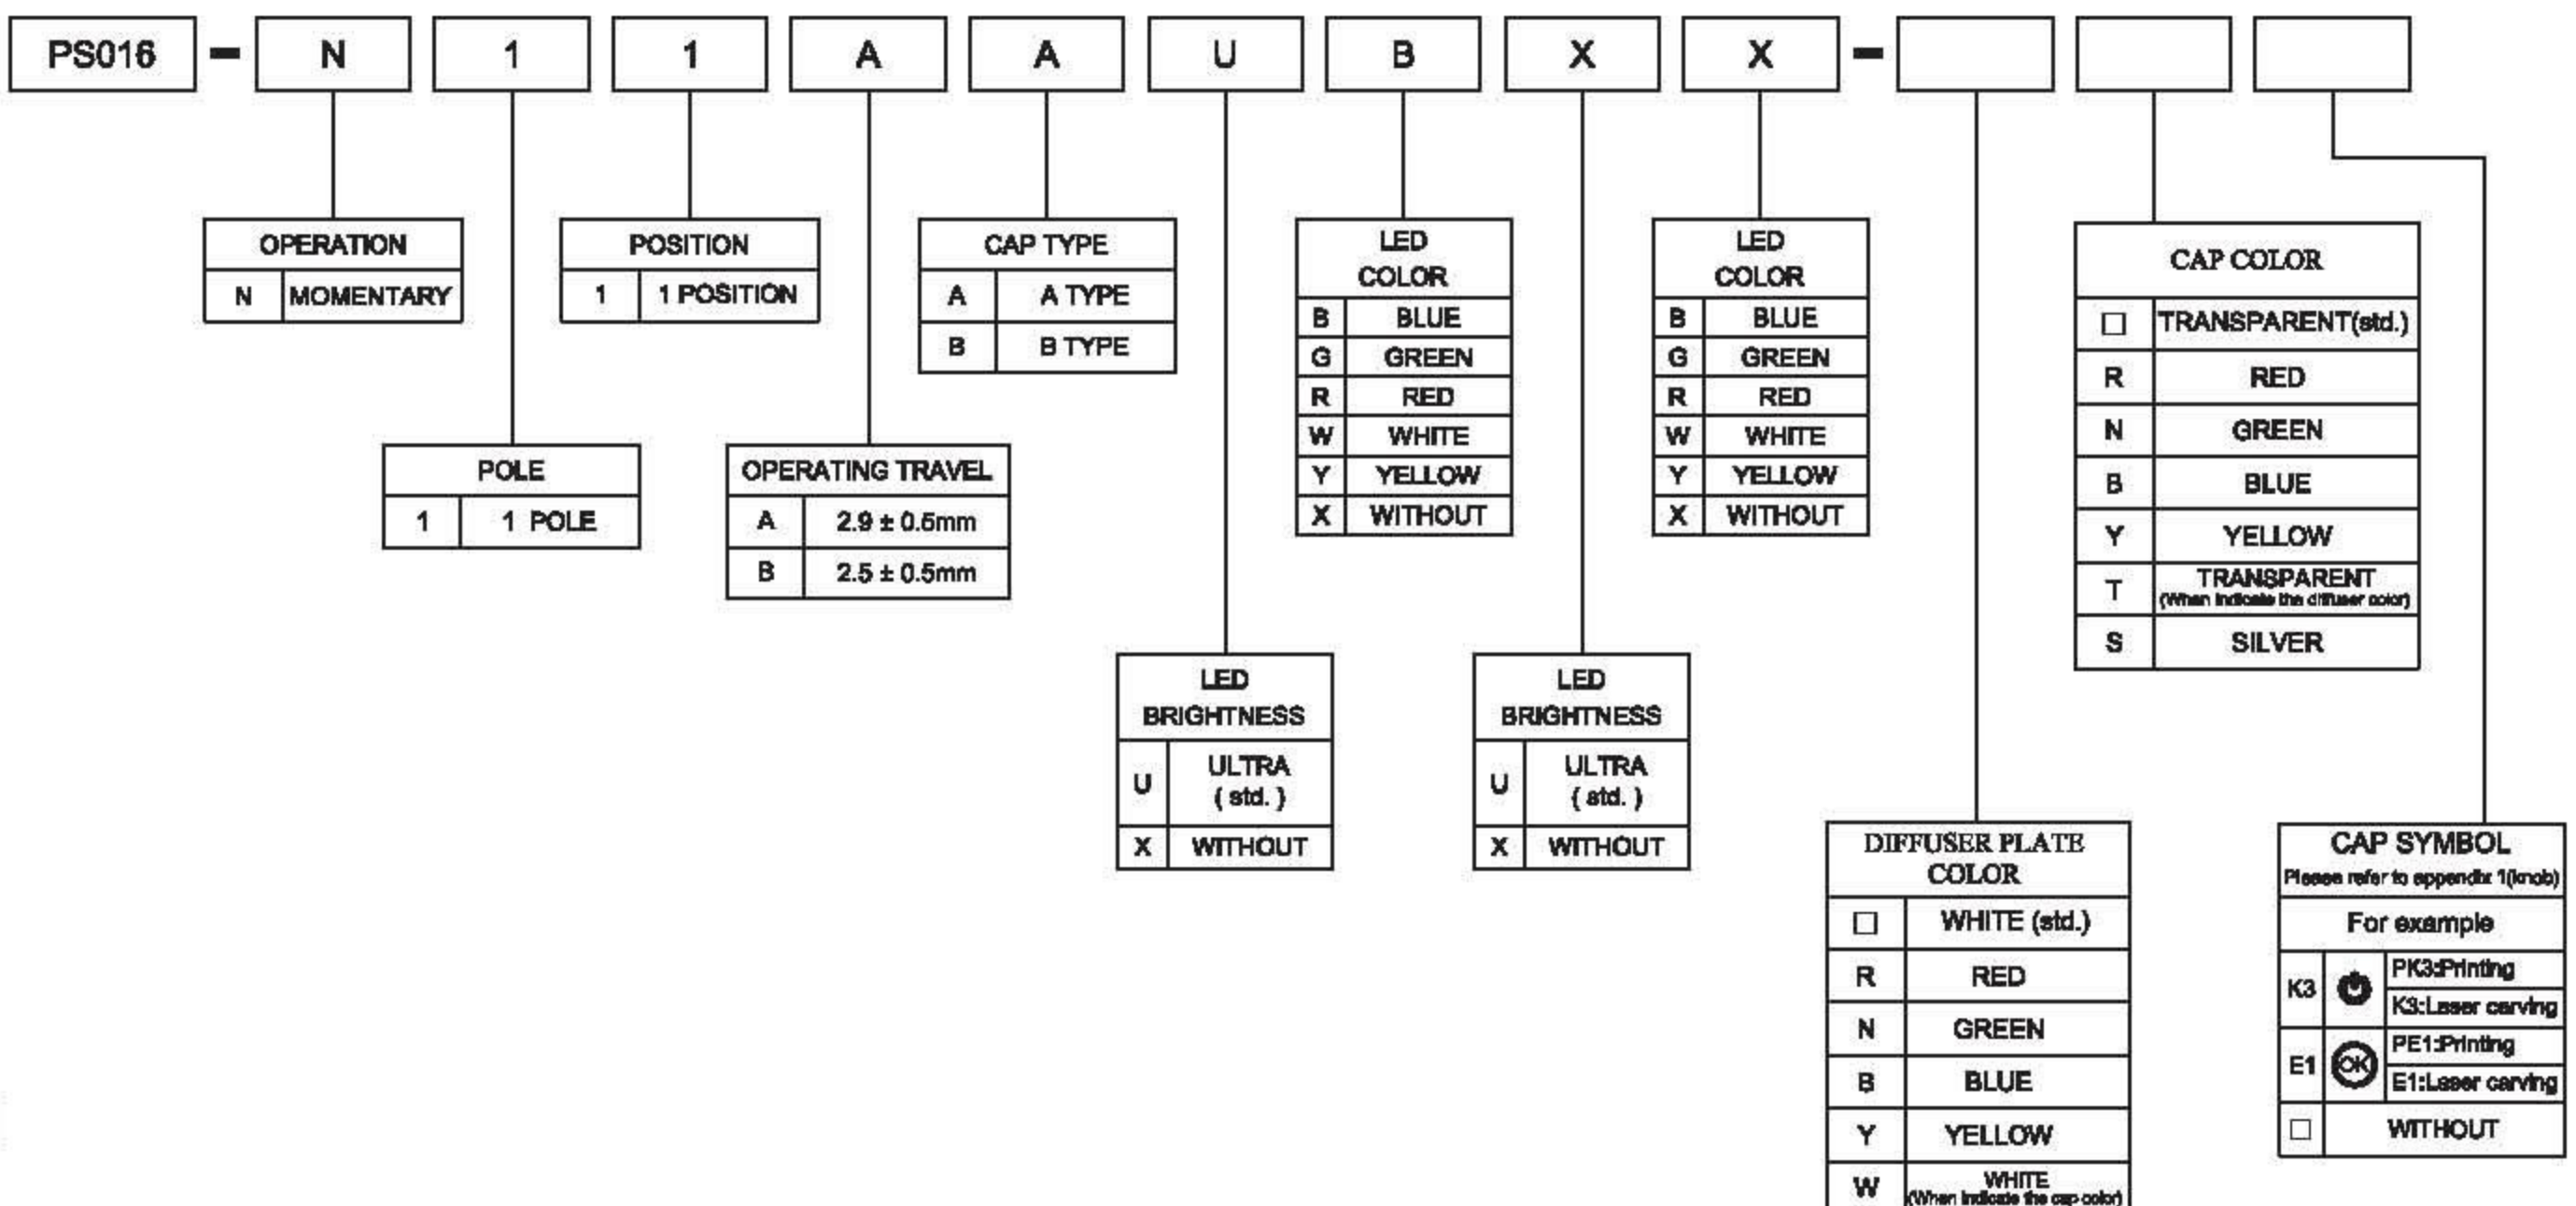 PS016 - N 1 1 A A U B X X -
OPERATION
N MOMENTARY
POSITION
1 1 POSITION
CAP TYPE
A A TYPE
B B TYPE
LED
COLOR
B BLUE
G GREEN
R RED
W WHITE
Y YELLOW
X WITHOUT
LED
COLOR
B BLUE
G GREEN
R RED
W WHITE
Y YELLOW
X WITHOUT
CAP COLOR
□ TRANSPARENT(std.)
R RED
N GREEN
B BLUE
Y YELLOW
T TRANSPARENT
(When indicate the diffuser color)
S SILVER
POLE
1 1 POLE
OPERATING TRAVEL
A 2.9 ± 0.5mm
B 2.5 ± 0.5mm
LED
BRIGHTNESS
U ULTRA
( std. )
X WITHOUT
LED
BRIGHTNESS
U ULTRA
( std. )
X WITHOUT
DIFFUSER PLATE
COLOR
□ WHITE (std.)
R RED
N GREEN
B BLUE
Y YELLOW
W WHITE
(When indicate the cap color)
CAP SYMBOL
Please refer to appendix 1(knob)
For example
K3 PK3:Printing
K3:Laser carving
E1 OK PE1:Printing
E1:Laser carving
□ WITHOUT